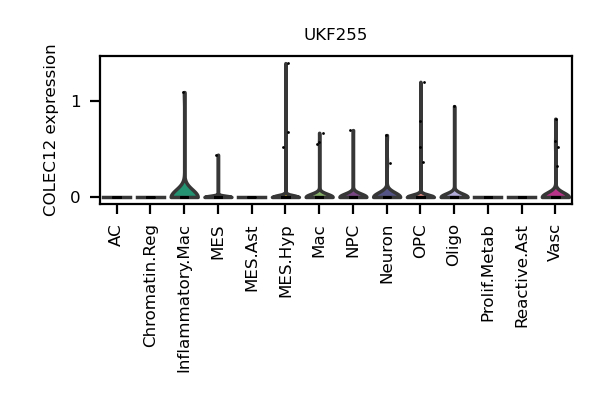 UKF255
COLEC12 expression
1
0
AC
Chromatin.Reg
Inflammatory.Mac
MES
MES.Ast
MES.Hyp
Mac
NPC
Neuron
OPC
Oligo
Prolif.Metab
Reactive.Ast
Vasc